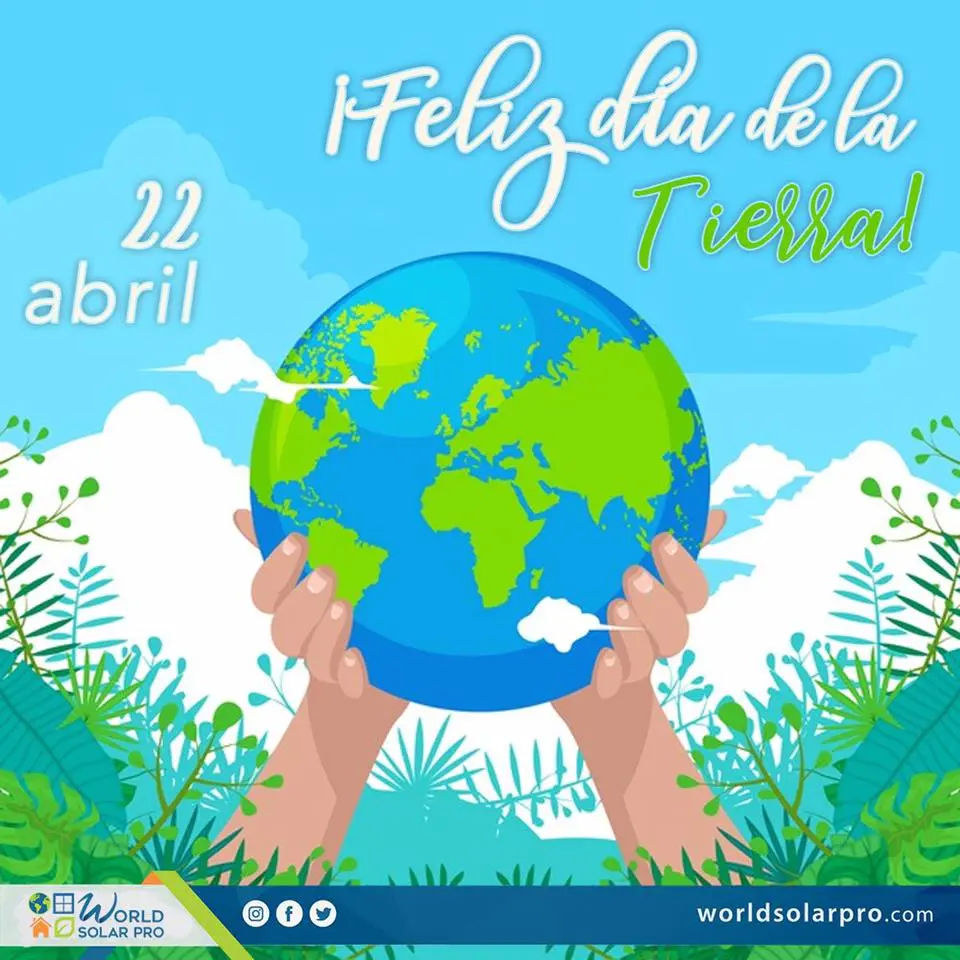 ¡Feliz día de la
Tierra!
22
abril
WORLD
SOLAR PRO
worldsolarpro.com